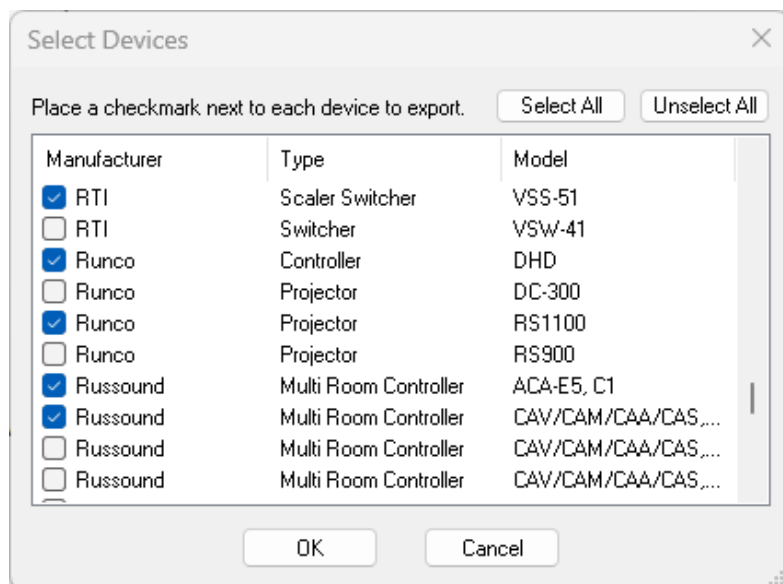 Select Devices
Place a checkmark next to each device to export. Select All Unselect All
Manufacturer Type Model
RTI Scaler Switcher VSS-51
RTI Switcher VSW-41
Runco Controller DHD
Runco Projector DC-300
Runco Projector RS1100
Runco Projector RS900
Russound Multi Room Controller ACA-E5, C1
Russound Multi Room Controller CAV/CAM/CAA/CAS,...
Russound Multi Room Controller CAV/CAM/CAA/CAS,...
Russound Multi Room Controller CAV/CAM/CAA/CAS,...
OK Cancel